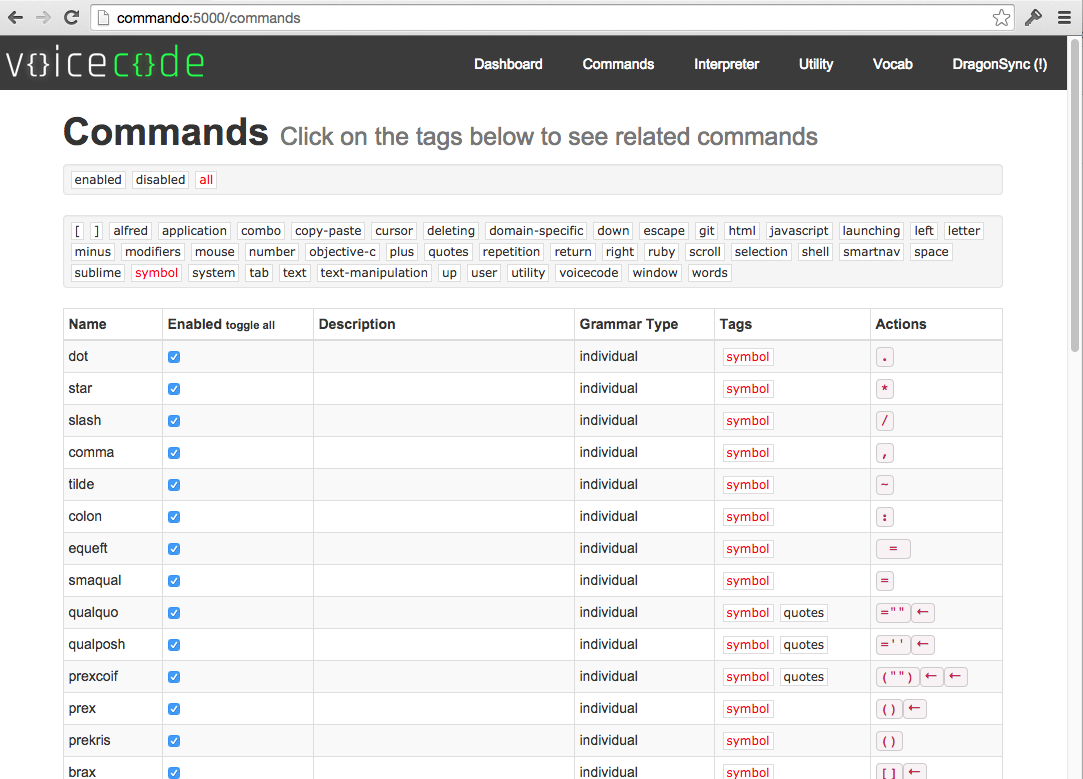 commando:5000/commands
v{}icec{}de Dashboard Commands Interpreter Utility Vocab DragonSync (!)
Commands Click on the tags below to see related commands
enabled disabled all
[ ] alfred application combo copy-paste cursor deleting domain-specific down escape git html javascript launching left letter
minus modifiers mouse number objective-c plus quotes repetition return right ruby scroll selection shell smartnav space
sublime symbol system tab text text-manipulation up user utility voicecode window words
Name Enabled toggle all Description Grammar Type Tags Actions
dot individual symbol .
star individual symbol *
slash individual symbol /
comma individual symbol ,
tilde individual symbol ~
colon individual symbol :
equeft individual symbol =
smaqual individual symbol =
qualquo individual symbol quotes ="" ←
qualposh individual symbol quotes ='' ←
prexcoif individual symbol quotes ("") ← ←
prex individual symbol () ←
prekris individual symbol ()
brax individual symbol [] ←